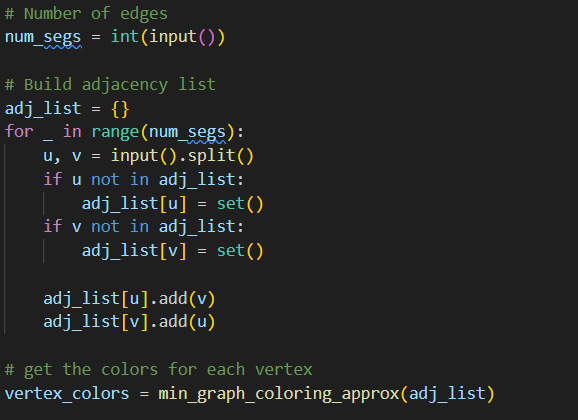 # Number of edges
num_segs = int(input())
# Build adjacency list
adj_list = {}
for _ in range(num_segs):
    u, v = input().split()
    if u not in adj_list:
        adj_list[u] = set()
    if v not in adj_list:
        adj_list[v] = set()
    adj_list[u].add(v)
    adj_list[v].add(u)
# get the colors for each vertex
vertex_colors = min_graph_coloring_approx(adj_list)